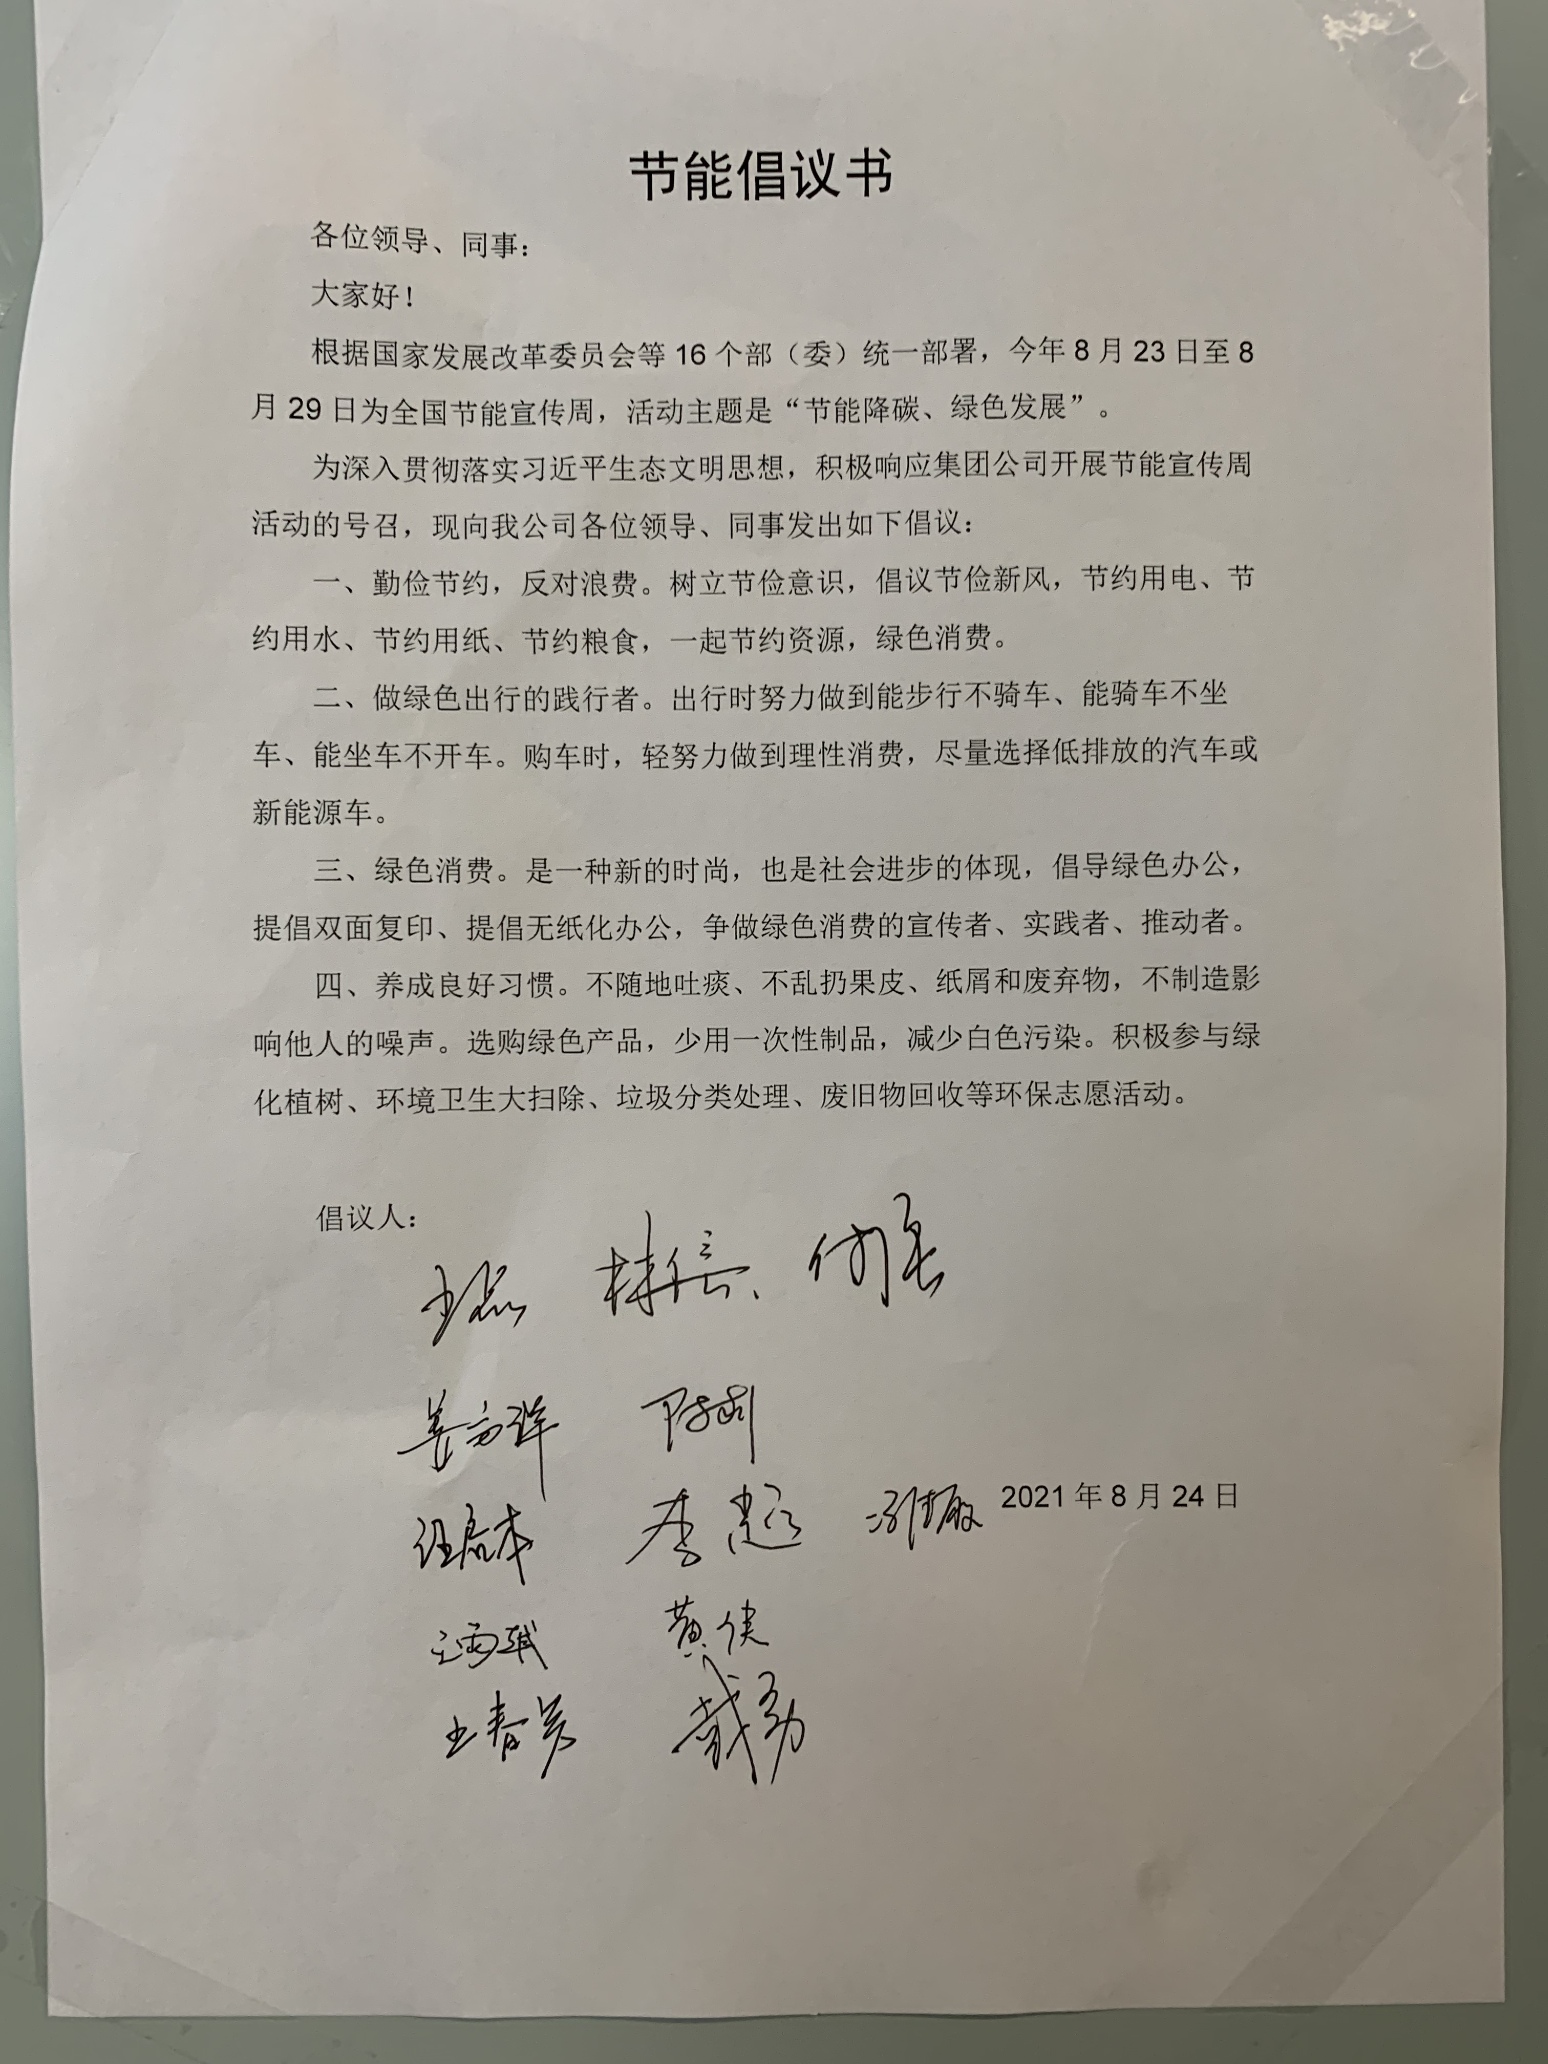 节能倡议书
各位领导、同事：
大家好！
根据国家发展改革委员会等 16 个部（委）统一部署，今年 8 月 23 日至 8
月 29 日为全国节能宣传周，活动主题是“节能降碳、绿色发展”。
为深入贯彻落实习近平生态文明思想，积极响应集团公司开展节能宣传周
活动的号召，现向我公司各位领导、同事发出如下倡议：
一、勤俭节约，反对浪费。树立节俭意识，倡议节俭新风，节约用电、节
约用水、节约用纸、节约粮食，一起节约资源，绿色消费。
二、做绿色出行的践行者。出行时努力做到能步行不骑车、能骑车不坐
车、能坐车不开车。购车时，轻努力做到理性消费，尽量选择低排放的汽车或
新能源车。
三、绿色消费。是一种新的时尚，也是社会进步的体现，倡导绿色办公，
提倡双面复印、提倡无纸化办公，争做绿色消费的宣传者、实践者、推动者。
四、养成良好习惯。不随地吐痰、不乱扔果皮、纸屑和废弃物，不制造影
响他人的噪声。选购绿色产品，少用一次性制品，减少白色污染。积极参与绿
化植树、环境卫生大扫除、垃圾分类处理、废旧物回收等环保志愿活动。
倡议人：
王磊
李超 2021 年 8 月 24 日
黄健
戴勇